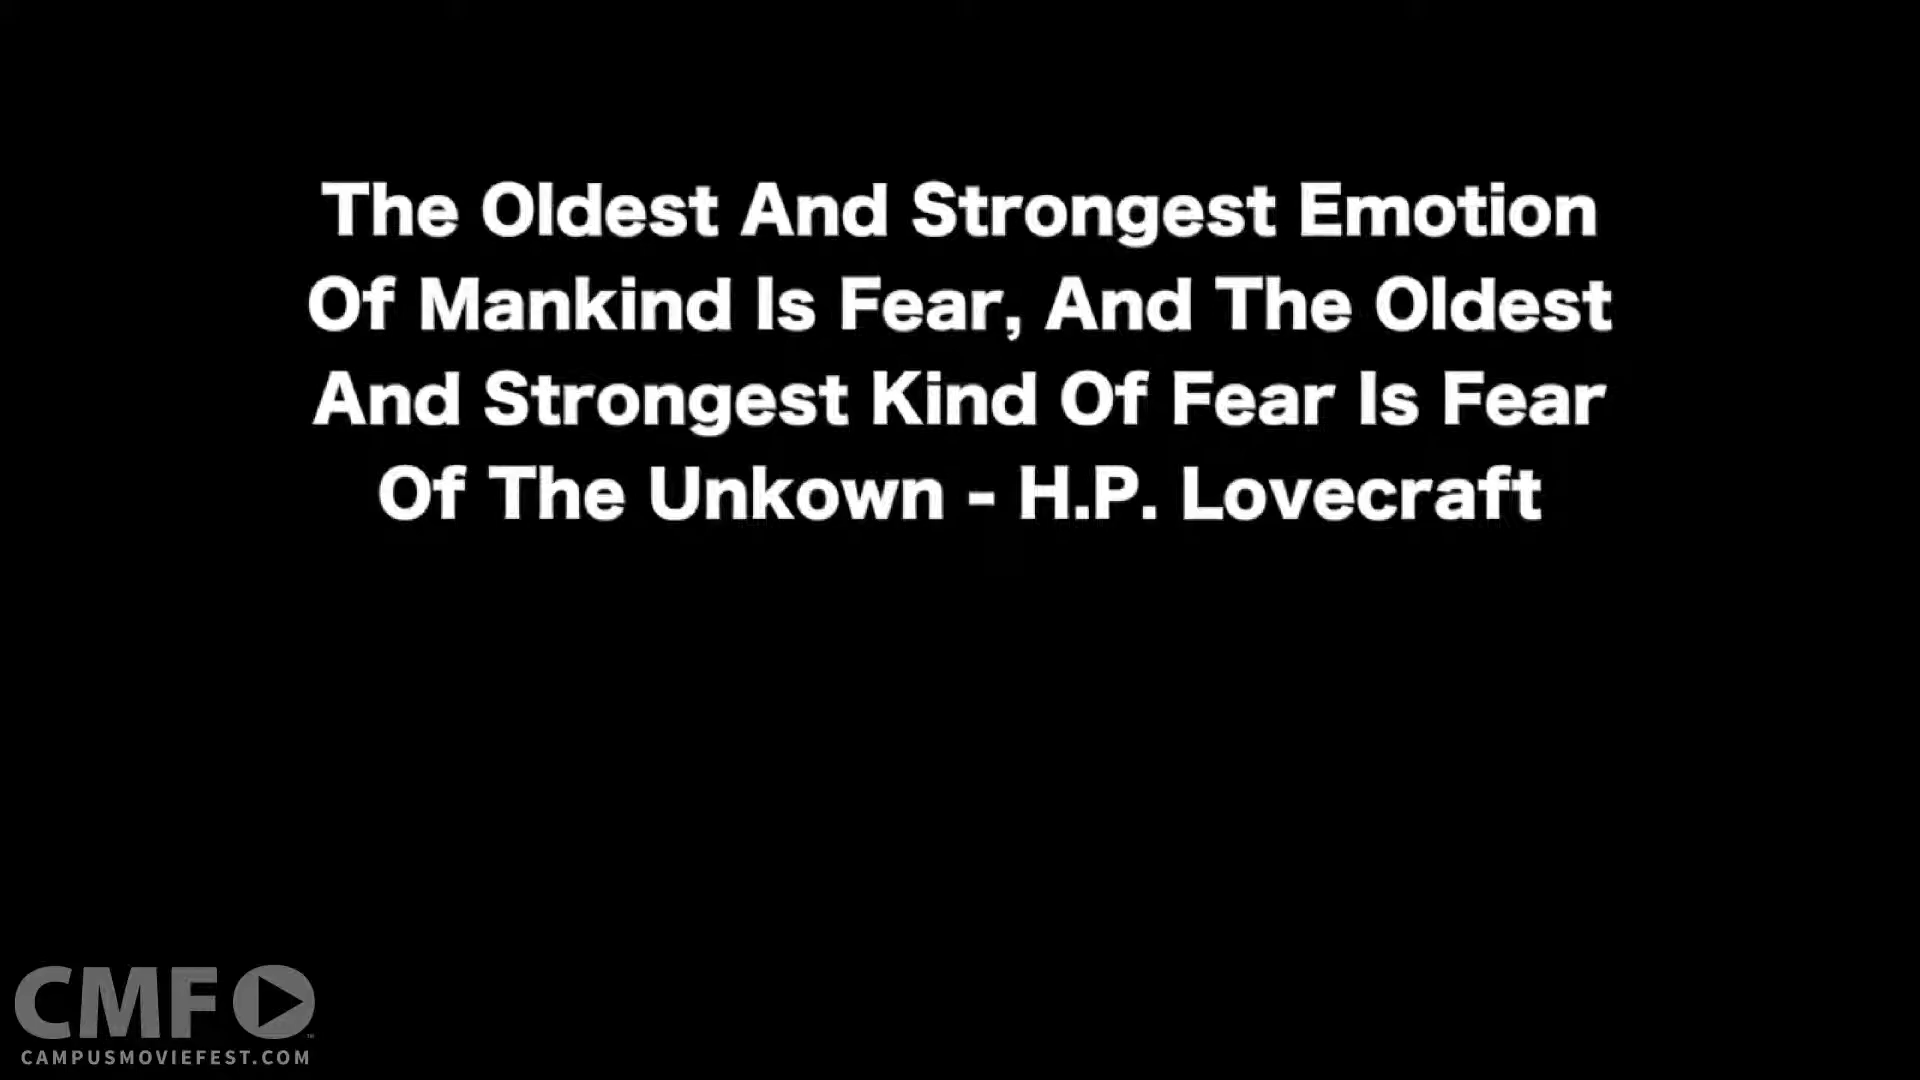 The Oldest And Strongest Emotion
Of Mankind Is Fear, And The Oldest
And Strongest Kind Of Fear Is Fear
Of The Unkown - H.P. Lovecraft
CMF
CAMPUSMOVIEFEST.COM